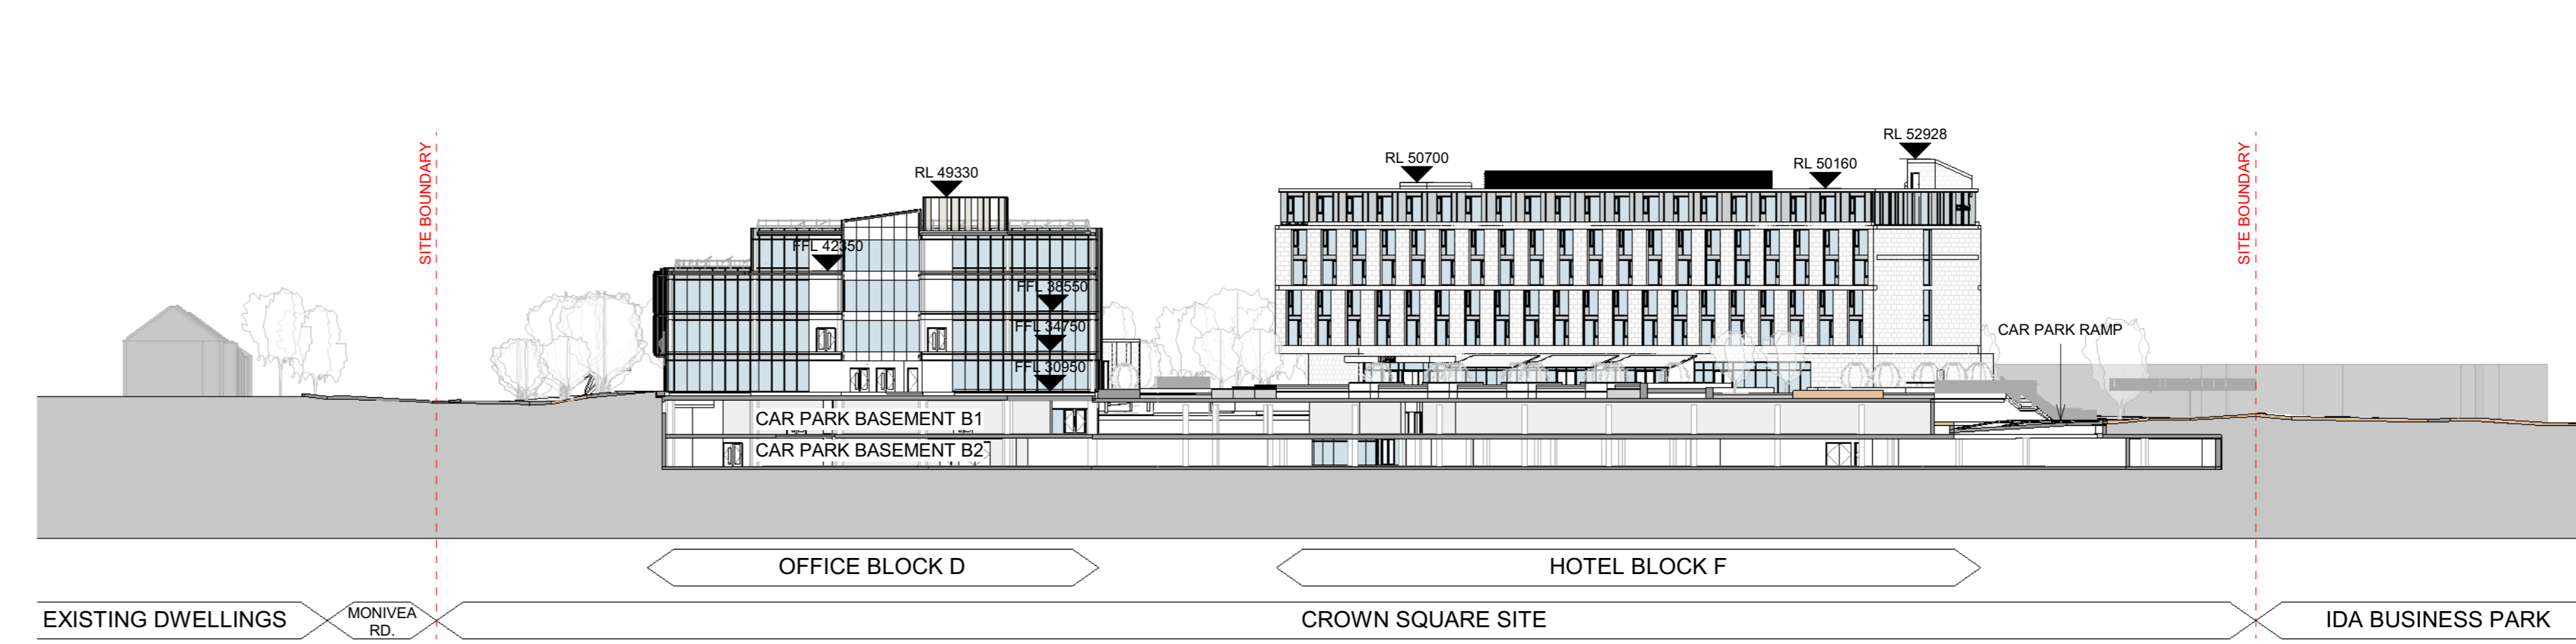 RL 52928
RL 50700
RL 50160
RL 49330
SITE BOUNDARY
SITE BOUNDARY
FFL 42350
FFL 38550
FFL 34750
FFL 30950
CAR PARK RAMP
CAR PARK BASEMENT B1
CAR PARK BASEMENT B2
OFFICE BLOCK D
HOTEL BLOCK F
EXISTING DWELLINGS
MONIVEA
RD.
CROWN SQUARE SITE
IDA BUSINESS PARK